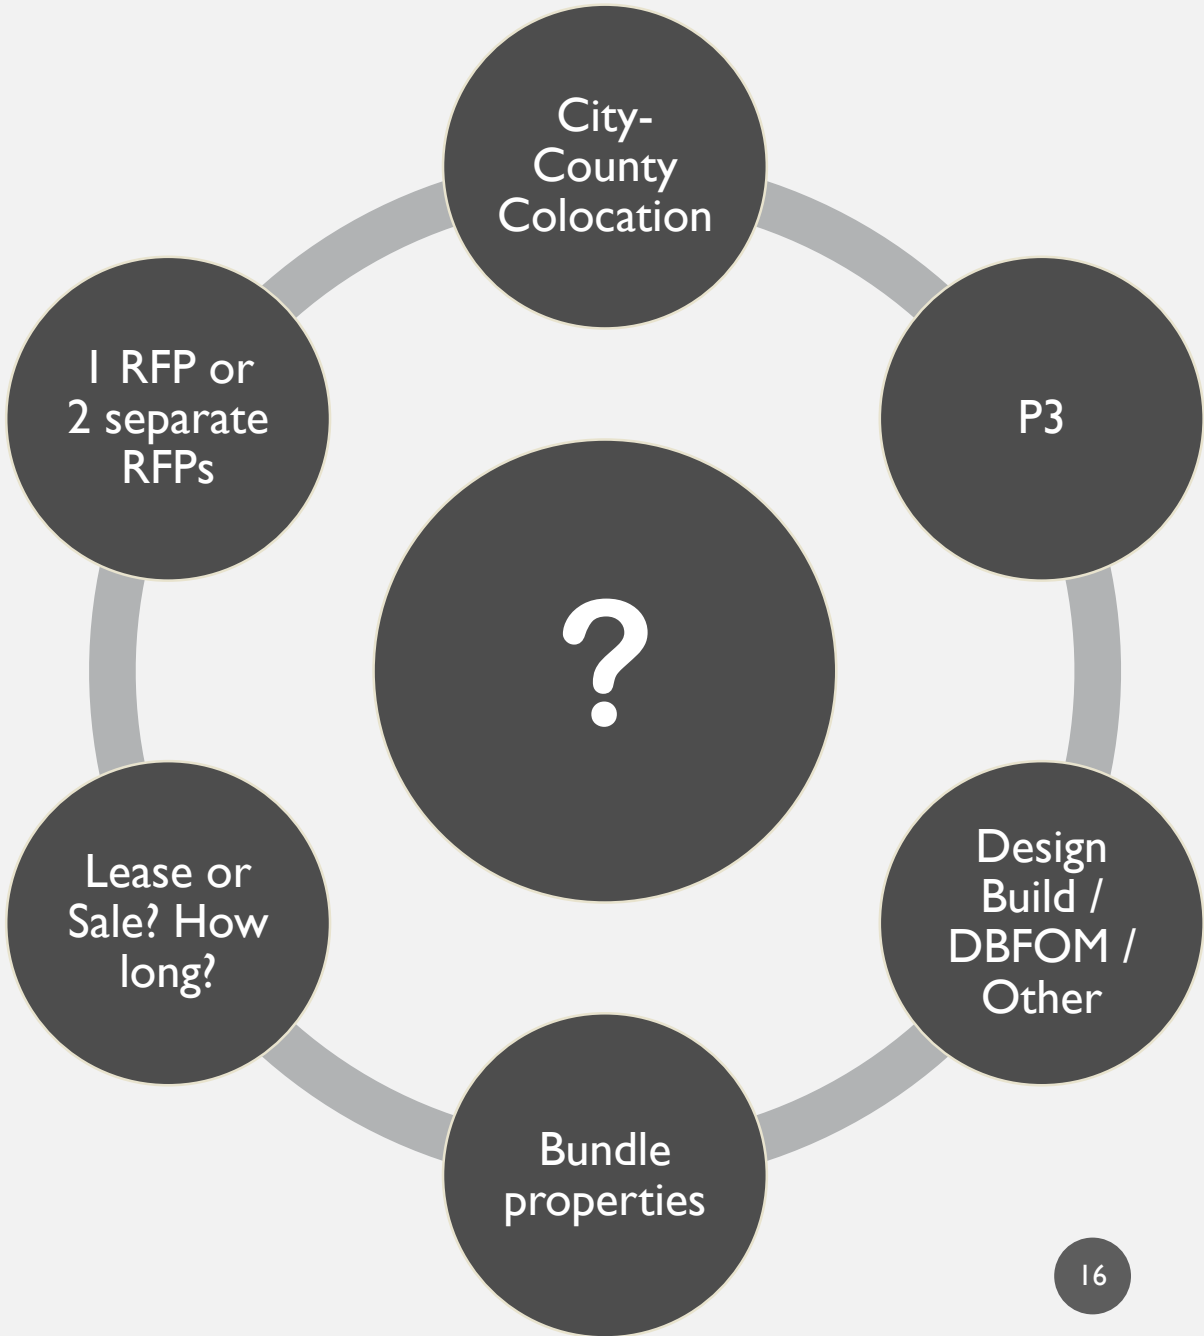 City-
County
Colocation
P3
Design
Build /
DBFOM /
Other
Bundle
properties
Lease or
Sale? How
long?
1 RFP or
2 separate
RFPs
?
16